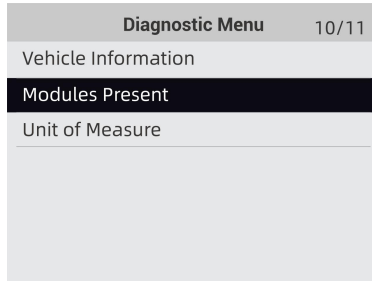 Diagnostic Menu 10/11
Vehicle Information
Modules Present
Unit of Measure